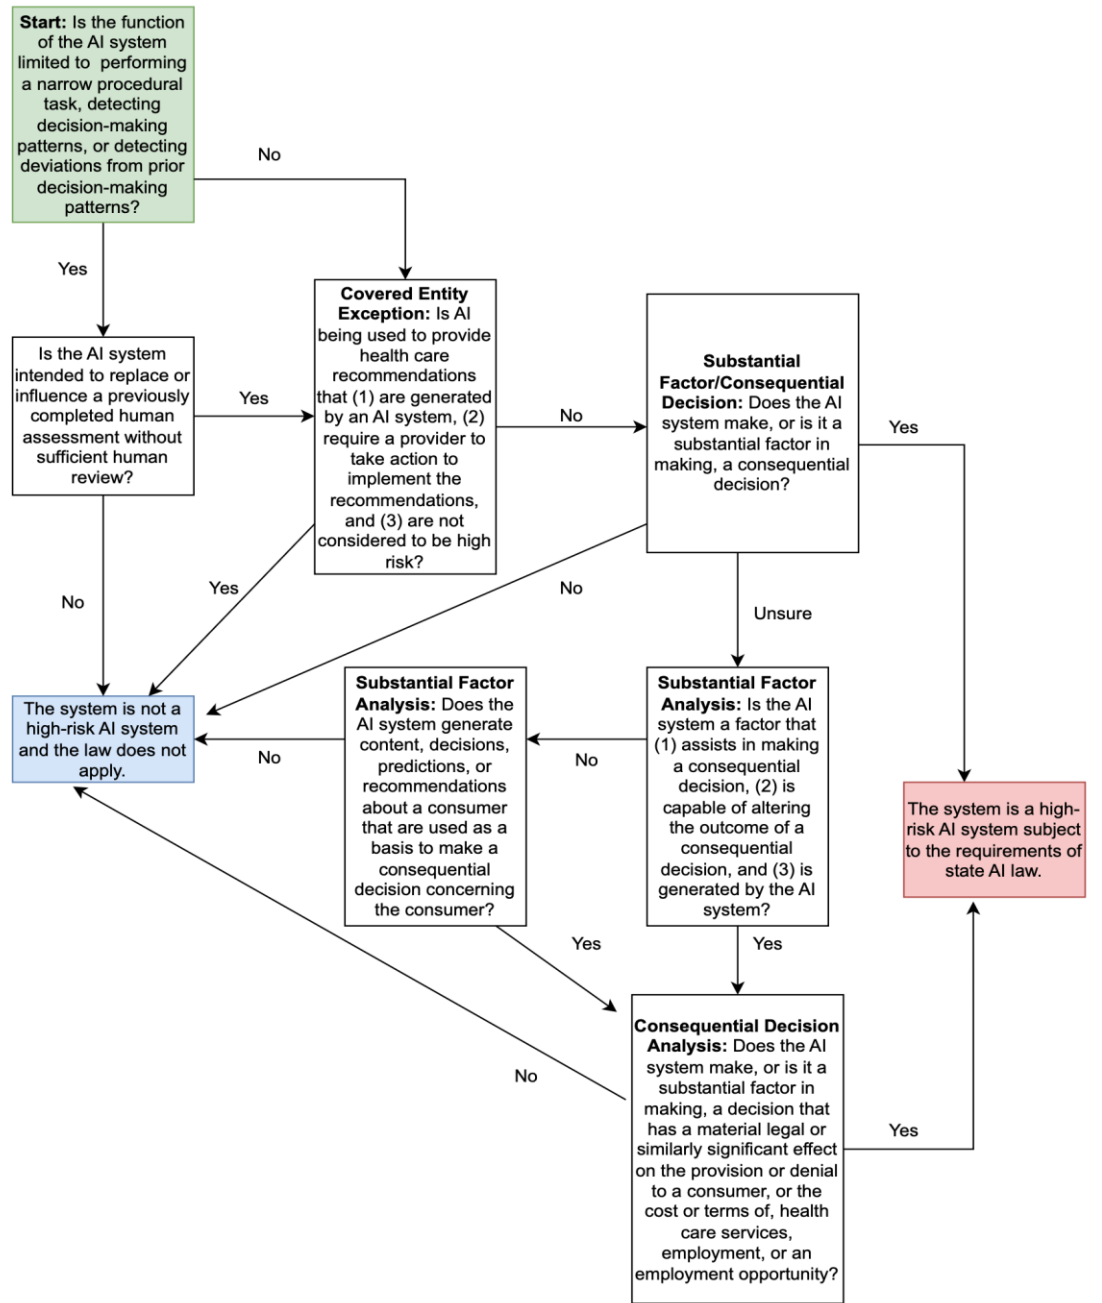 Start: Is the function
of the AI system
limited to performing
a narrow procedural
task, detecting
decision-making
patterns, or detecting
deviations from prior
decision-making
patterns?
No
Yes
Covered Entity
Exception: Is AI
being used to provide
health care
recommendations
that (1) are generated
by an AI system, (2)
require a provider to
take action to
implement the
recommendations,
and (3) are not
considered to be high
risk?
Is the AI system
intended to replace or
influence a previously
completed human
assessment without
sufficient human
review?
Yes
No
Substantial
Factor/Consequential
Decision: Does the AI
system make, or is it a
substantial factor in
making, a consequential
decision?
Yes
No
Yes
No
Unsure
The system is not a
high-risk AI system
and the law does not
apply.
No
Substantial Factor
Analysis: Does the
AI system generate
content, decisions,
predictions, or
recommendations
about a consumer
that are used as a
basis to make a
consequential
decision concerning
the consumer?
No
Substantial Factor
Analysis: Is the AI
system a factor that
(1) assists in making
a consequential
decision, (2) is
capable of altering
the outcome of a
consequential
decision, and (3) is
generated by the AI
system?
The system is a high-
risk AI system subject
to the requirements of
state AI law.
Yes
Yes
No
Consequential Decision
Analysis: Does the AI
system make, or is it a
substantial factor in
making, a decision that
has a material legal or
similarly significant effect
on the provision or denial
to a consumer, or the
cost or terms of, health
care services,
employment, or an
employment opportunity?
Yes